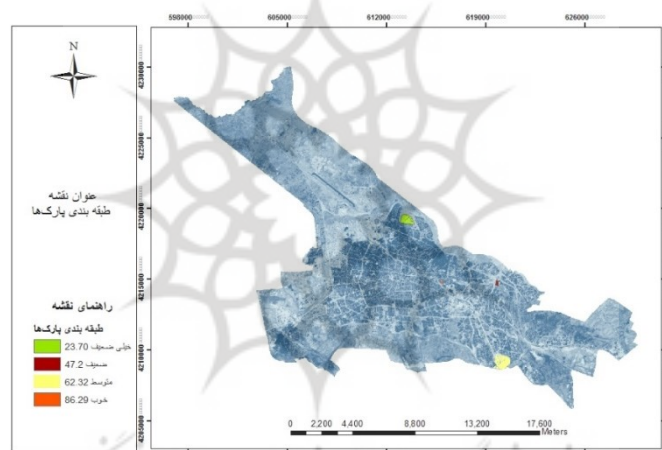 598000 605000 612000 619000 626000
N
عنوان نقشه
طبقه بندی پارک‌ها
راهنمای نقشه
طبقه بندی پارک‌ها
خیلی ضعیف 23.70
ضعیف 47.2
متوسط 62.32
خوب 86.29
4230000
4225000
4220000
4215000
4210000
4205000
0 2,200 4,400 8,800 13,200 17,600
Meters